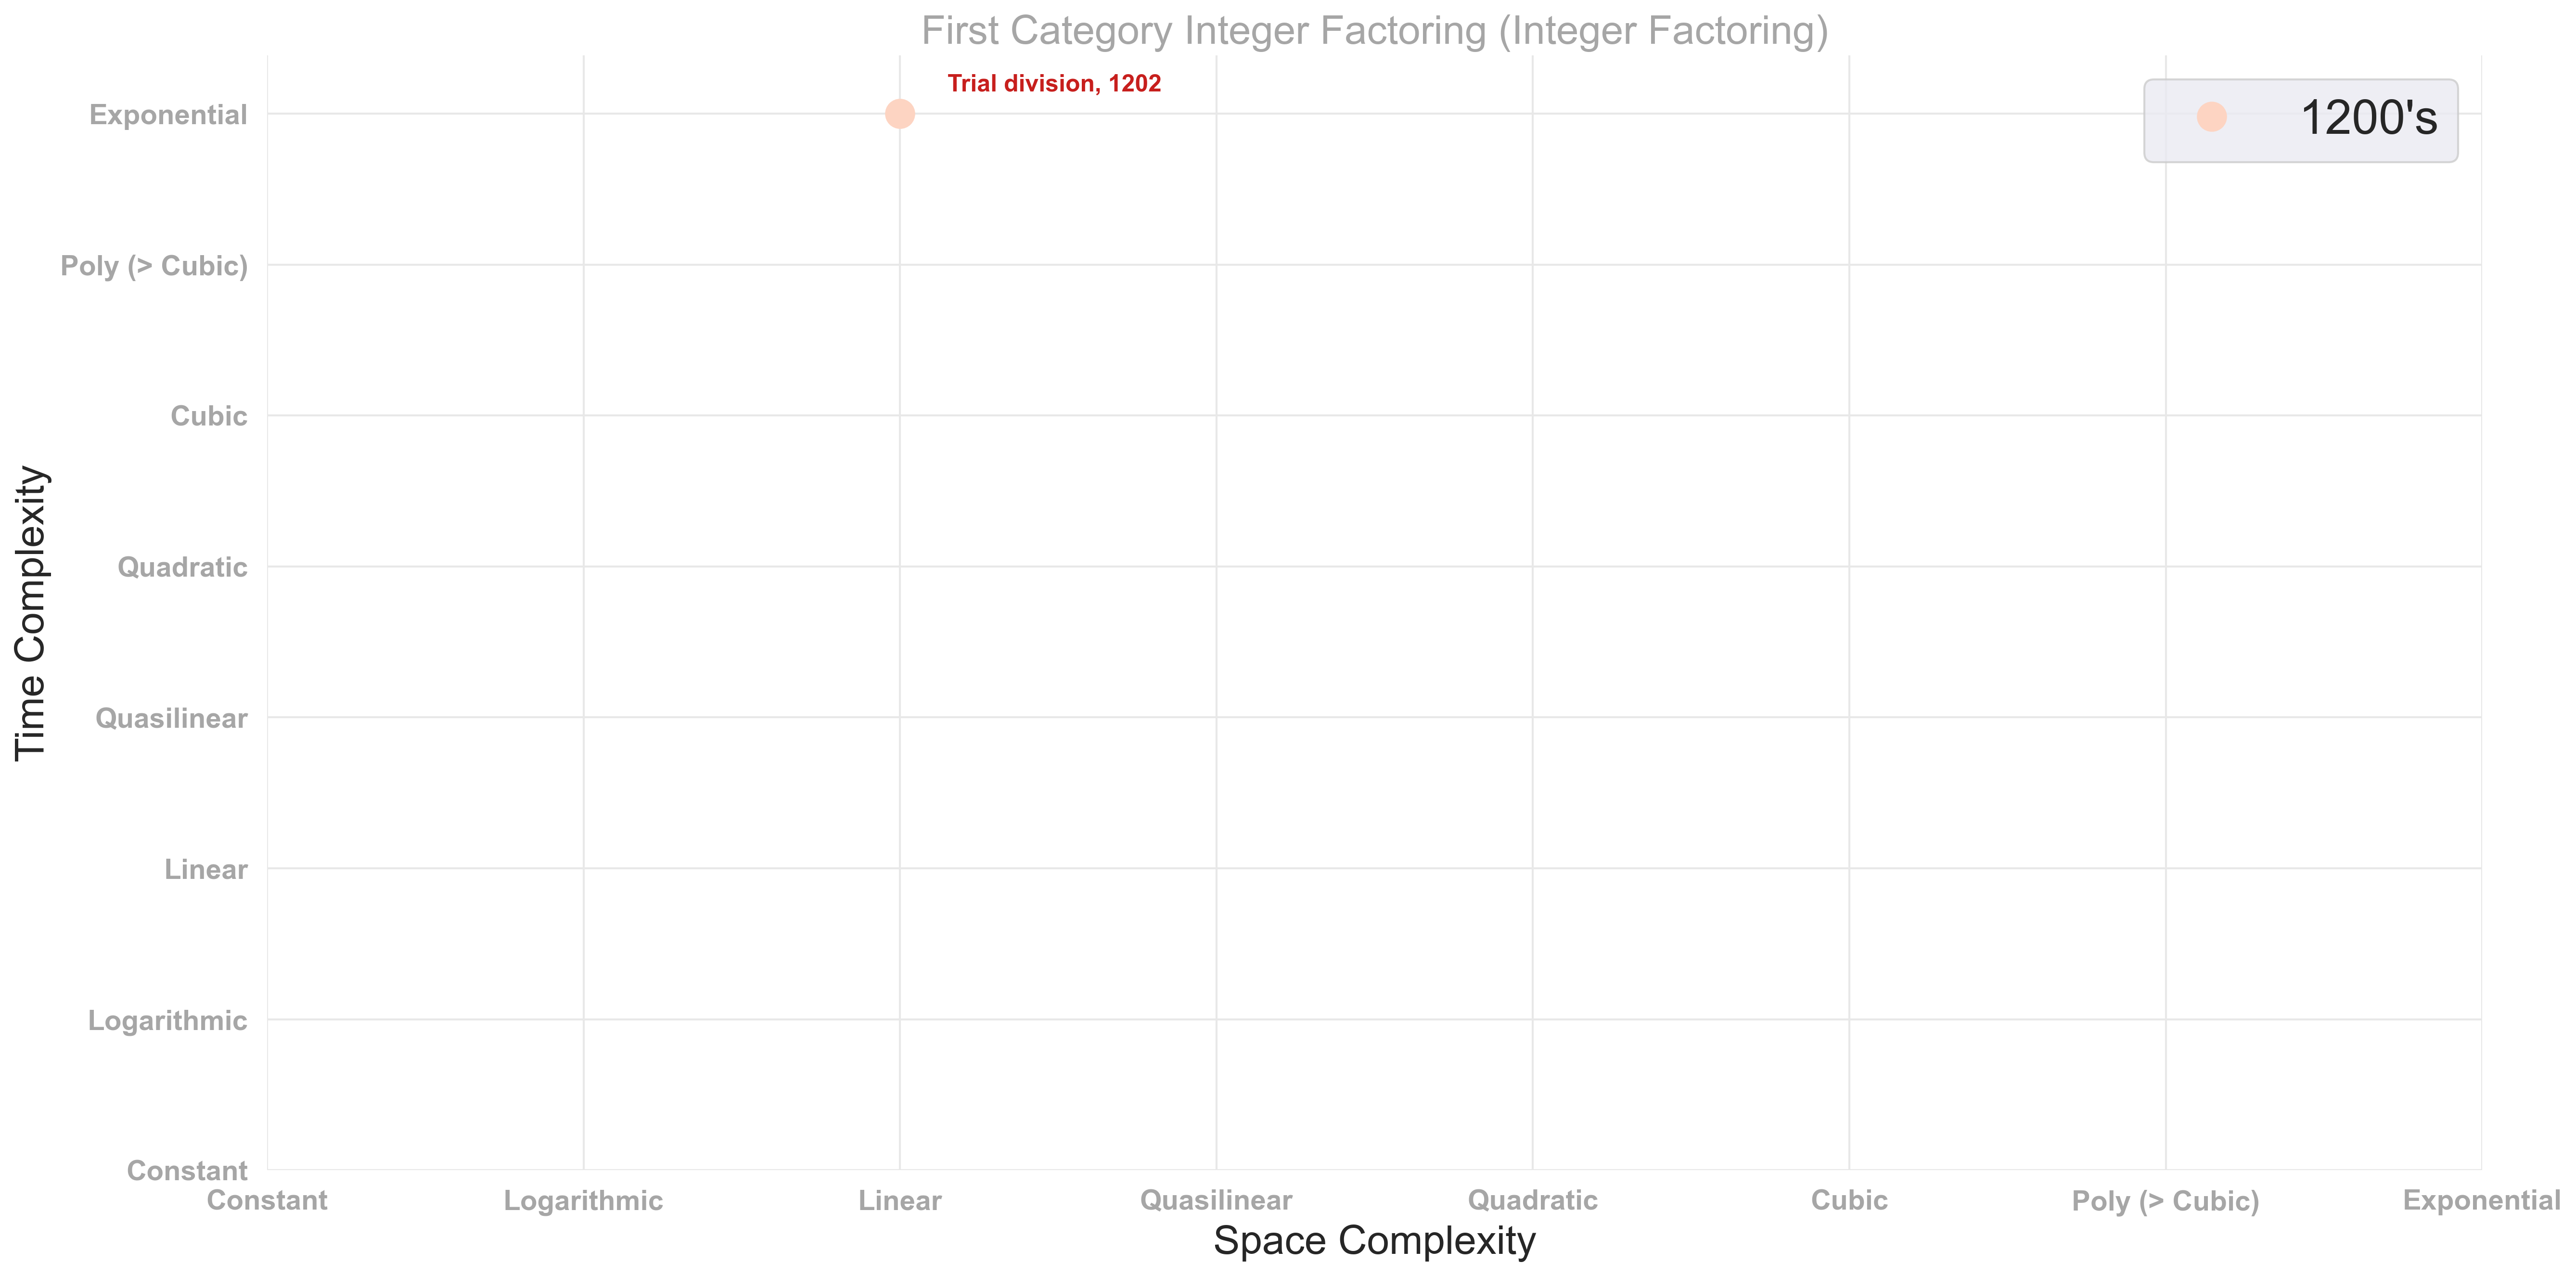 First Category Integer Factoring (Integer Factoring)
Trial division, 1202
1200's
Exponential
Poly (> Cubic)
Cubic
Quadratic
Quasilinear
Linear
Logarithmic
Constant
Time Complexity
Constant
Logarithmic
Linear
Quasilinear
Quadratic
Cubic
Poly (> Cubic)
Exponential
Space Complexity